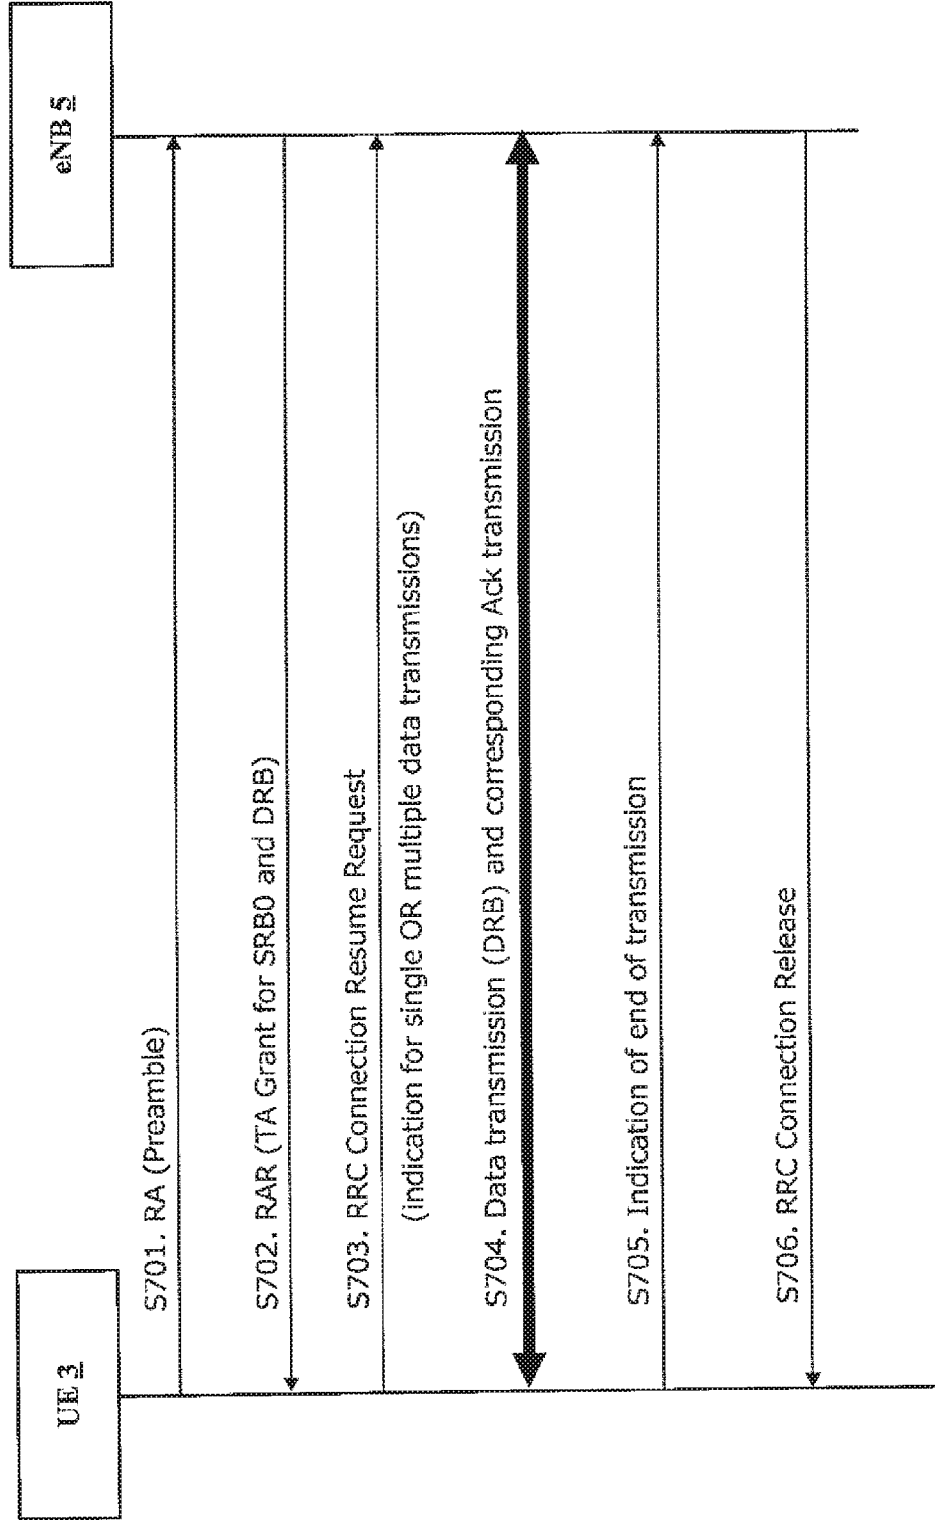 UE 3
eNB 5
S701. RA (Preamble)
S702. RAR (TA Grant for SRB0 and DRB)
S703. RRC Connection Resume Request
(indication for single OR multiple data transmissions)
S704. Data transmission (DRB) and corresponding Ack transmission
S705. Indication of end of transmission
S706. RRC Connection Release